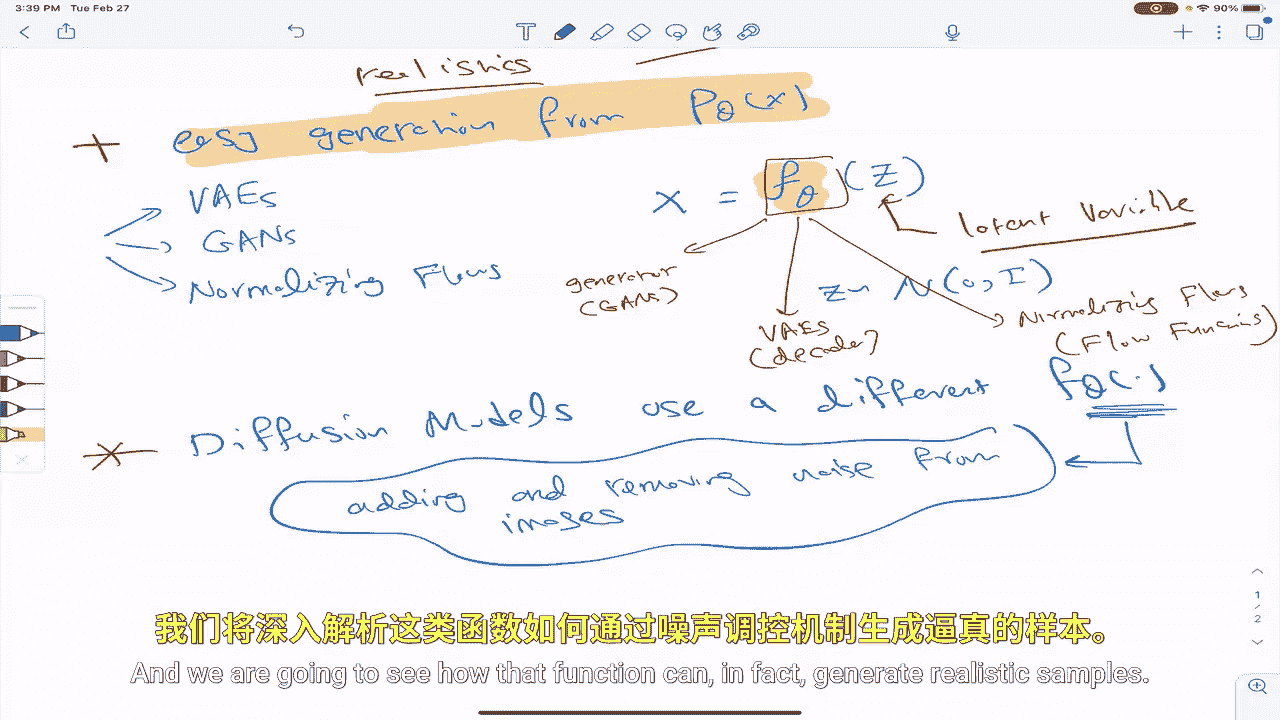 3:39 PM Tue Feb 27
90%
realistics
easy generation from Pθ(x)
VAEs
GANs
Normalizing Flows
X = fθ (Z)
latent Variable
generator
(GANs)
Z~ N(0,I)
VAEs
(decoder)
Normalizing Flows
(Flow Functions)
Diffusion Models use a different fθ(.)
adding and removing noise from
images
1
/
2
我们将深入解析这类函数如何通过噪声调控机制生成逼真的样本。
And we are going to see how that function can, in fact, generate realistic samples.